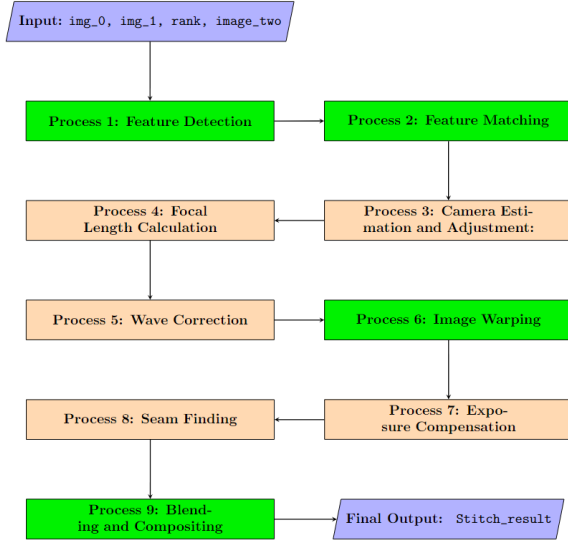 Input: img_0, img_1, rank, image_two
Process 1: Feature Detection
Process 2: Feature Matching
Process 3: Camera Esti-
mation and Adjustment:
Process 4: Focal
Length Calculation
Process 5: Wave Correction
Process 6: Image Warping
Process 7: Expo-
sure Compensation
Process 8: Seam Finding
Process 9: Blend-
ing and Compositing
Final Output: Stitch_result